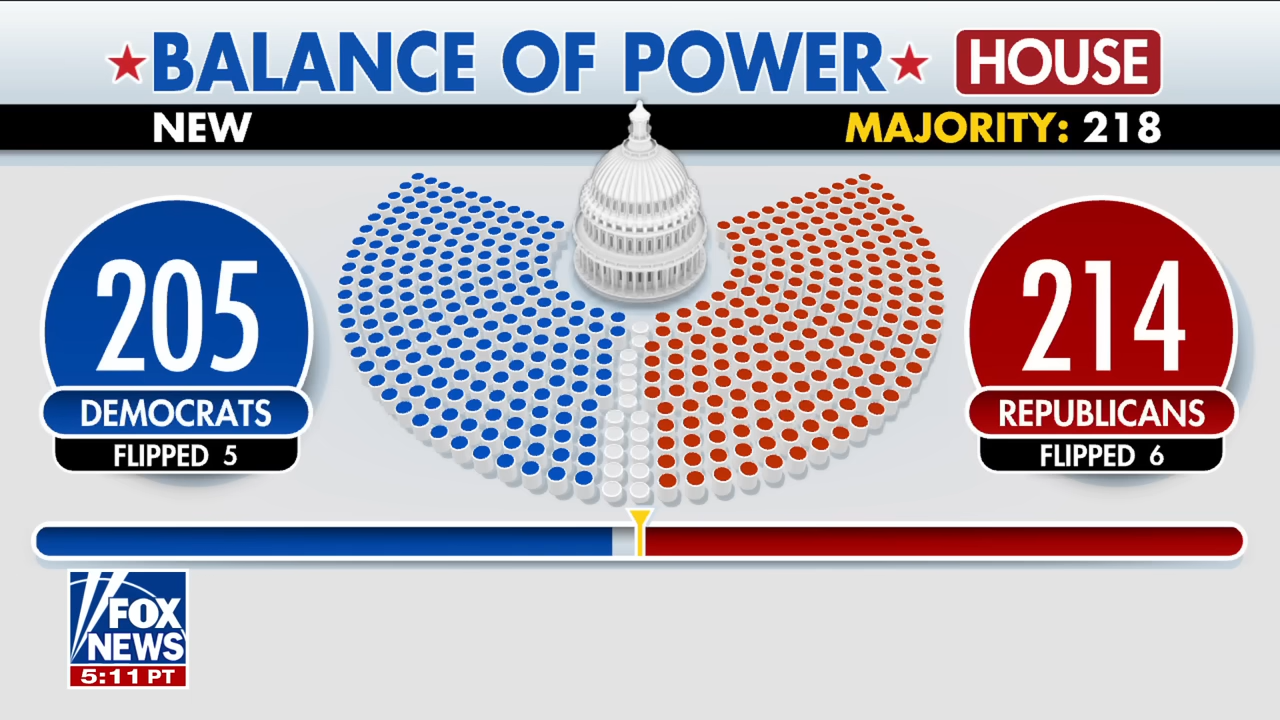 ★BALANCE OF POWER★ HOUSE
NEW
MAJORITY: 218
205
DEMOCRATS
FLIPPED 5
214
REPUBLICANS
FLIPPED 6
FOX
NEWS
5:11 PT